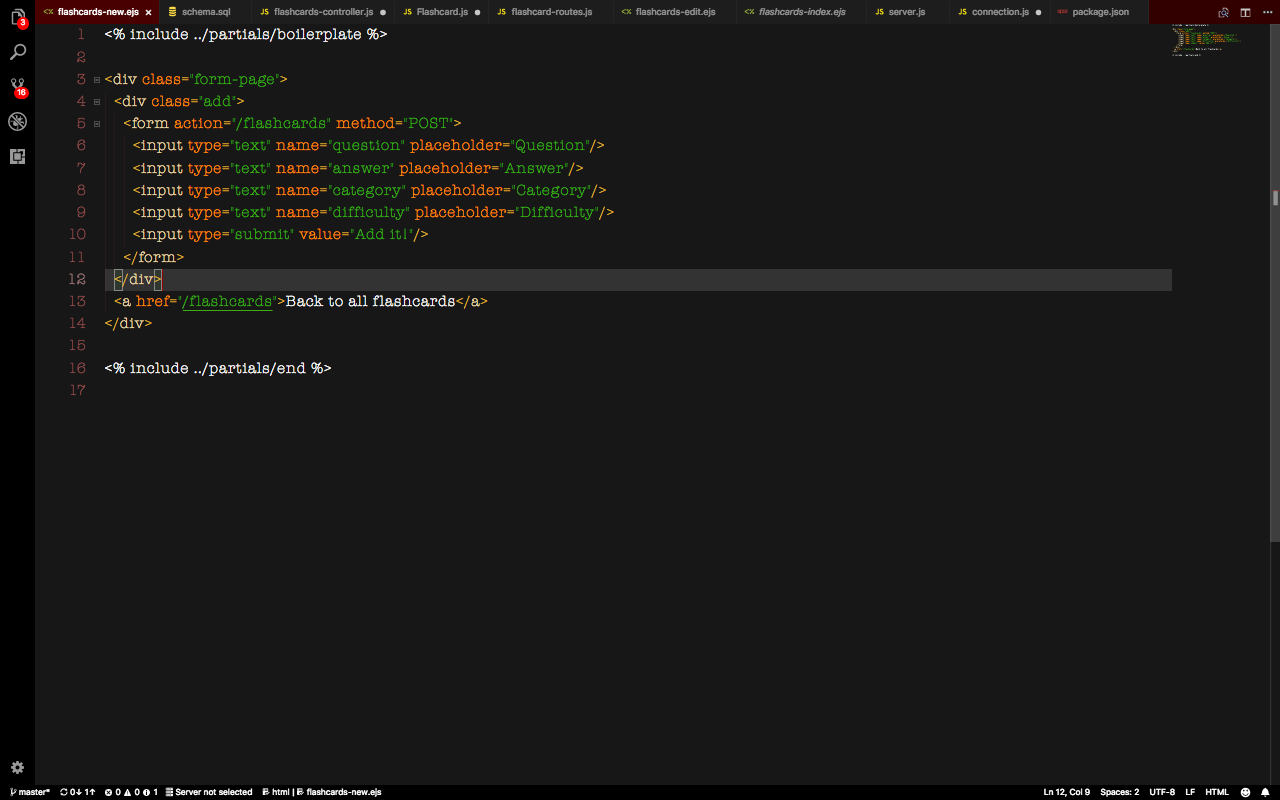 flashcards-new.ejs schema.sql JS flashcards-controller.js JS Flashcard.js JS flashcard-routes.js flashcards-edit.ejs flashcards-index.ejs JS server.js JS connection.js package.json
3
16
1 <% include ../partials/boilerplate %>
2
3 <div class="form-page">
4 <div class="add">
5 <form action="/flashcards" method="POST">
6 <input type="text" name="question" placeholder="Question"/>
7 <input type="text" name="answer" placeholder="Answer"/>
8 <input type="text" name="category" placeholder="Category"/>
9 <input type="text" name="difficulty" placeholder="Difficulty"/>
10 <input type="submit" value="Add it!"/>
11 </form>
12 </div>
13 <a href="/flashcards">Back to all flashcards</a>
14 </div>
15
16 <% include ../partials/end %>
17
master* 0↓ 1↑ 0 0 1 Server not selected html | flashcards-new.ejs Ln 12, Col 9 Spaces: 2 UTF-8 LF HTML